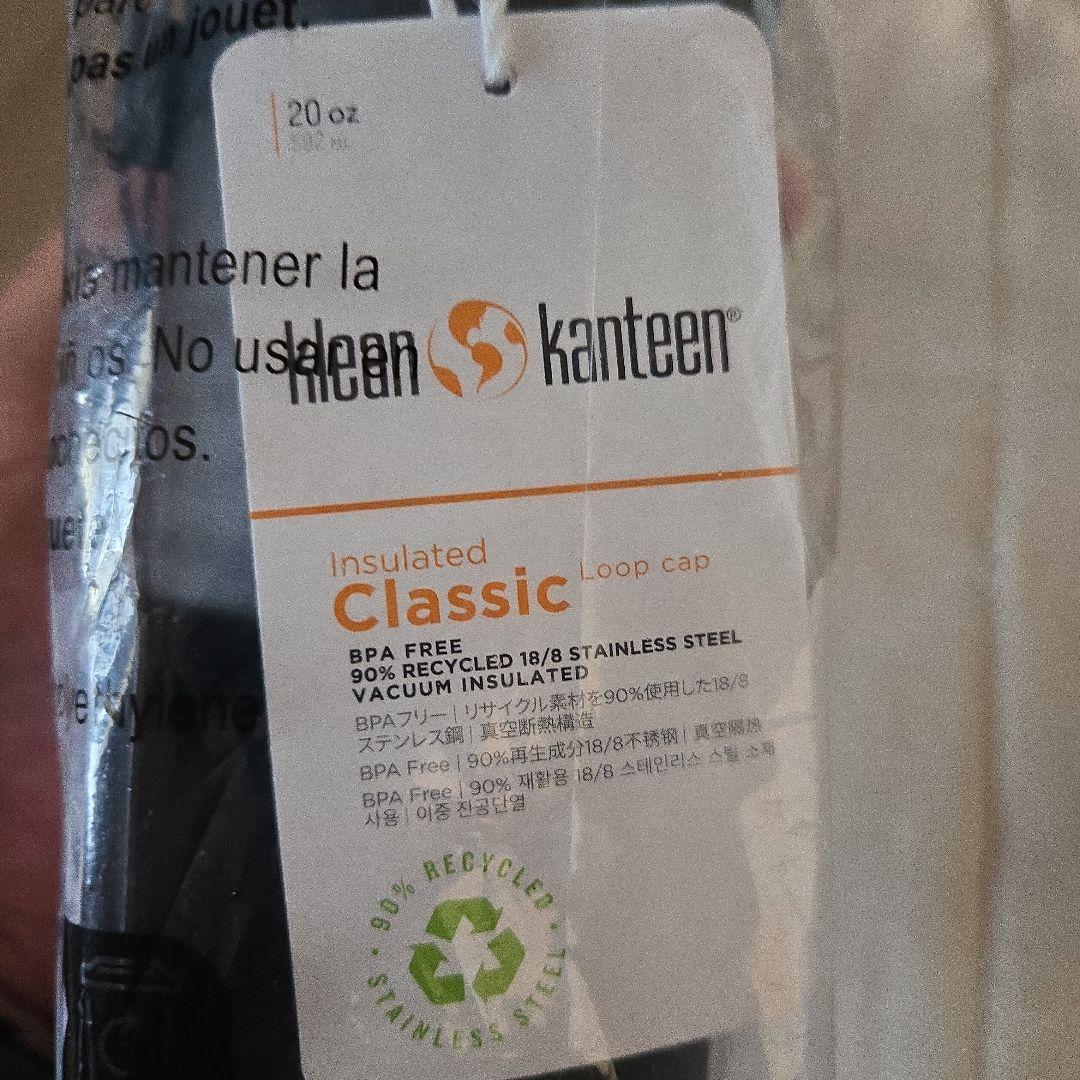 pas un jouet.
20 oz
592 mL
mantener la
No usar en
klean kanteen®
Insulated
Classic Loop cap
BPA FREE
90% RECYCLED 18/8 STAINLESS STEEL
VACUUM INSULATED
BPAフリー | リサイクル素材を90%使用した18/8
ステンレス鋼 | 真空断熱構造
BPA Free | 90%再生成分18/8不锈钢 | 真空隔热
BPA Free | 90% 재활용 18/8 스테인리스 스틸 소재
사용 | 이중 진공단열
• 90% RECYCLED •
STAINLESS STEEL